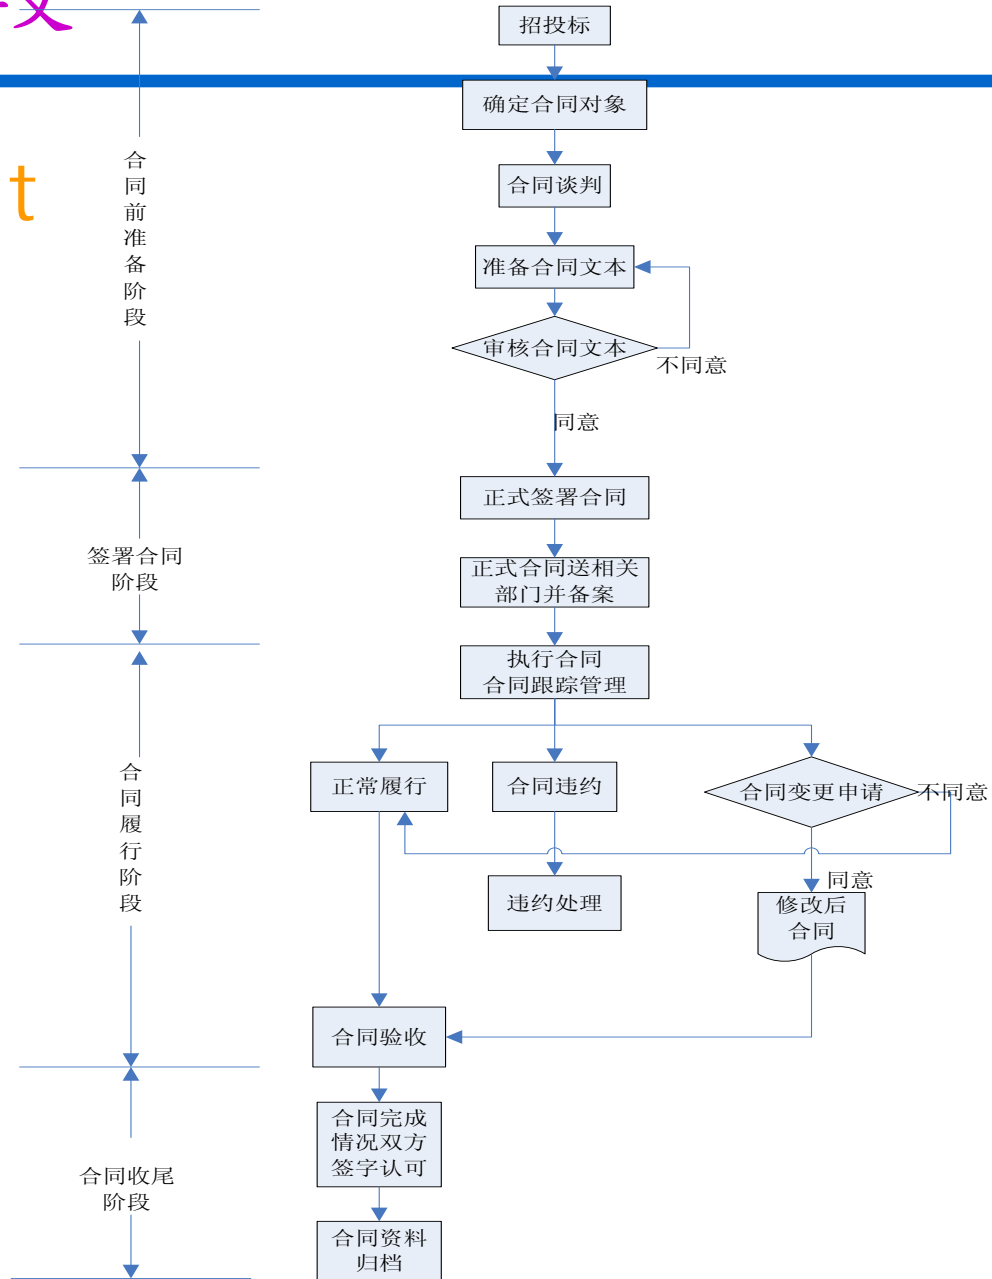 t
合同前准备阶段
签署合同
阶段
合同履行阶段
合同收尾
阶段
招投标
确定合同对象
合同谈判
准备合同文本
审核合同文本
不同意
同意
正式签署合同
正式合同送相关
部门并备案
执行合同
合同跟踪管理
正常履行
合同违约
合同变更申请
不同意
违约处理
同意
修改后
合同
合同验收
合同完成
情况双方
签字认可
合同资料
归档